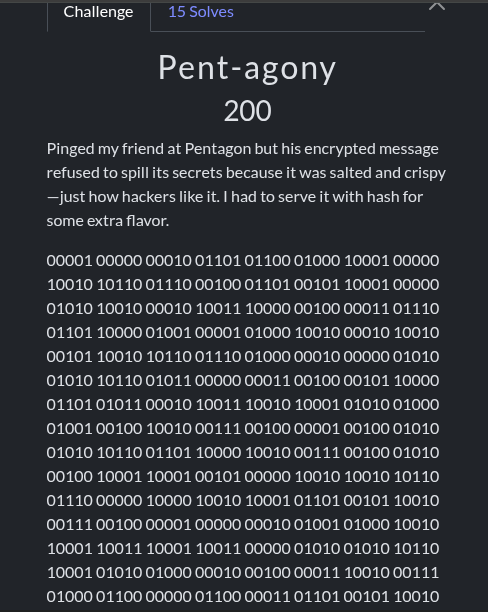 Challenge
15 Solves
Pent-agony
200
Pinged my friend at Pentagon but his encrypted message
refused to spill its secrets because it was salted and crispy
—just how hackers like it. I had to serve it with hash for
some extra flavor.
00001 00000 00010 01101 01100 01000 10001 00000
10010 10110 01110 00100 01101 00101 10001 00000
01010 10010 00010 10011 10000 00100 00011 01110
01101 10000 01001 00001 01000 10010 00010 10010
00101 10010 10110 01110 01000 00010 00000 01010
01010 10110 01011 00000 00011 00100 00101 10000
01101 01011 00010 10011 10010 10001 01010 01000
01001 00100 10010 00111 00100 00001 00100 01010
01010 10110 01101 10000 10010 00111 00100 01010
00100 10001 10001 00101 00000 10010 10010 10110
01110 00000 10000 10010 10001 01101 00101 10010
00111 00100 00001 00000 00010 01001 01000 10010
10001 10011 10001 10011 00000 01010 01010 10110
10001 01010 01000 00010 00100 00011 10010 00111
01000 01100 00000 01100 00011 01101 00101 10010